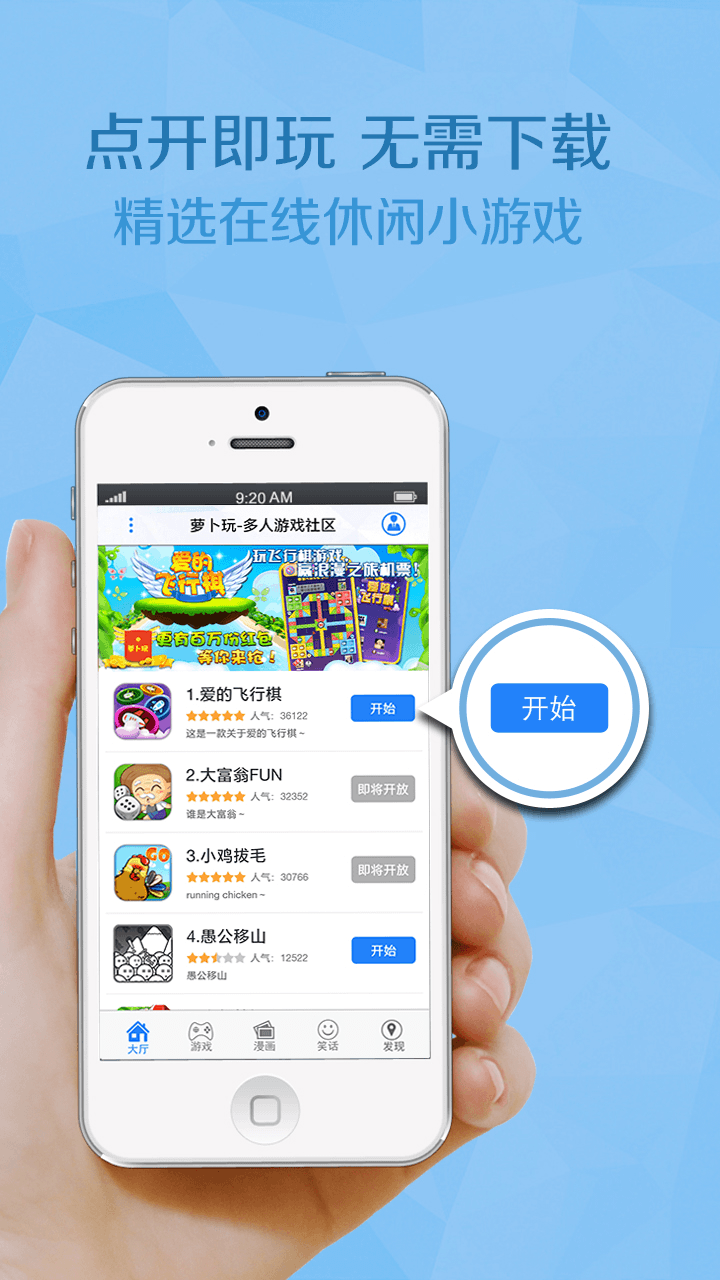 点开即玩 无需下载
精选在线休闲小游戏
9:20 AM
萝卜玩-多人游戏社区
爱的
飞行棋
玩飞行棋游戏,
赢浪漫之旅机票!
爱的
飞行棋
萝卜玩
更有百万份红包
等你来抢!
1.爱的飞行棋
人气: 36122
开始
这是一款关于爱的飞行棋~
开始
2.大富翁FUN
人气: 32352
即将开放
谁是大富翁~
GO
3.小鸡拔毛
人气: 30766
即将开放
running chicken~
4.愚公移山
人气: 12522
开始
愚公移山
大厅
游戏
漫画
笑话
发现